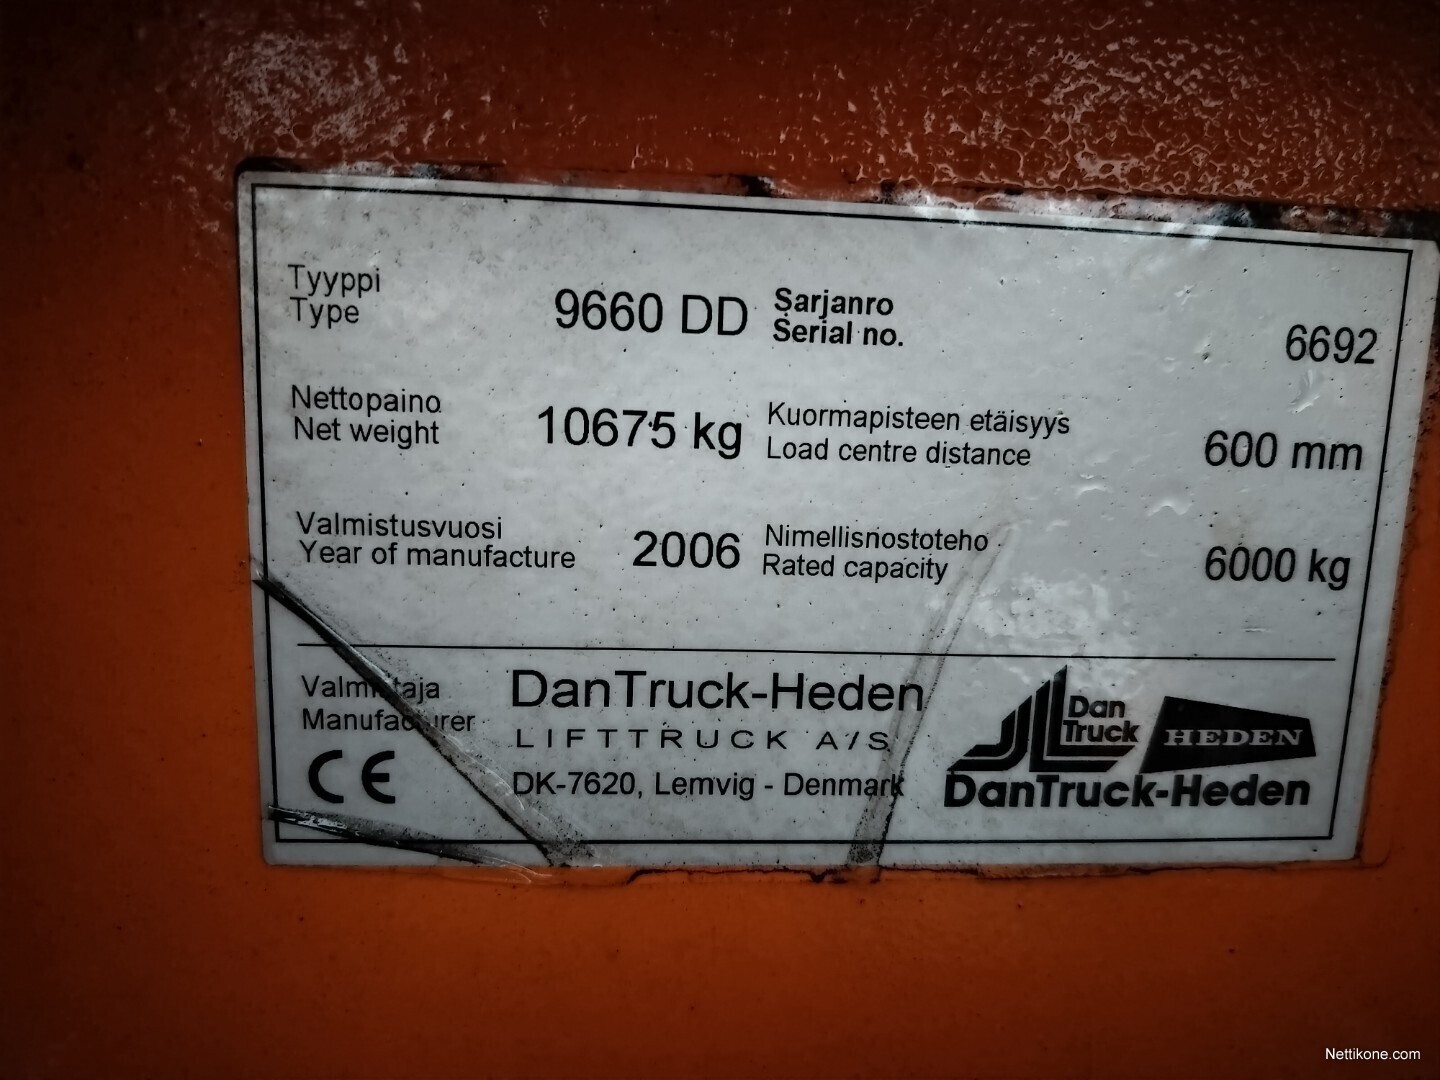 Tyyppi
Type
9660 DD
Sarjanro
Serial no.
6692
Nettopaino
Net weight
10675 kg
Kuormapisteen etäisyys
Load centre distance
600 mm
Valmistusvuosi
Year of manufacture
2006
Nimellisnostoteho
Rated capacity
6000 kg
Valmistaja
Manufacturer
DanTruck-Heden
LIFTTRUCK A/S
DK-7620, Lemvig - Denmark
CE
Dan
Truck
HEDEN
DanTruck-Heden
Nettikone.com